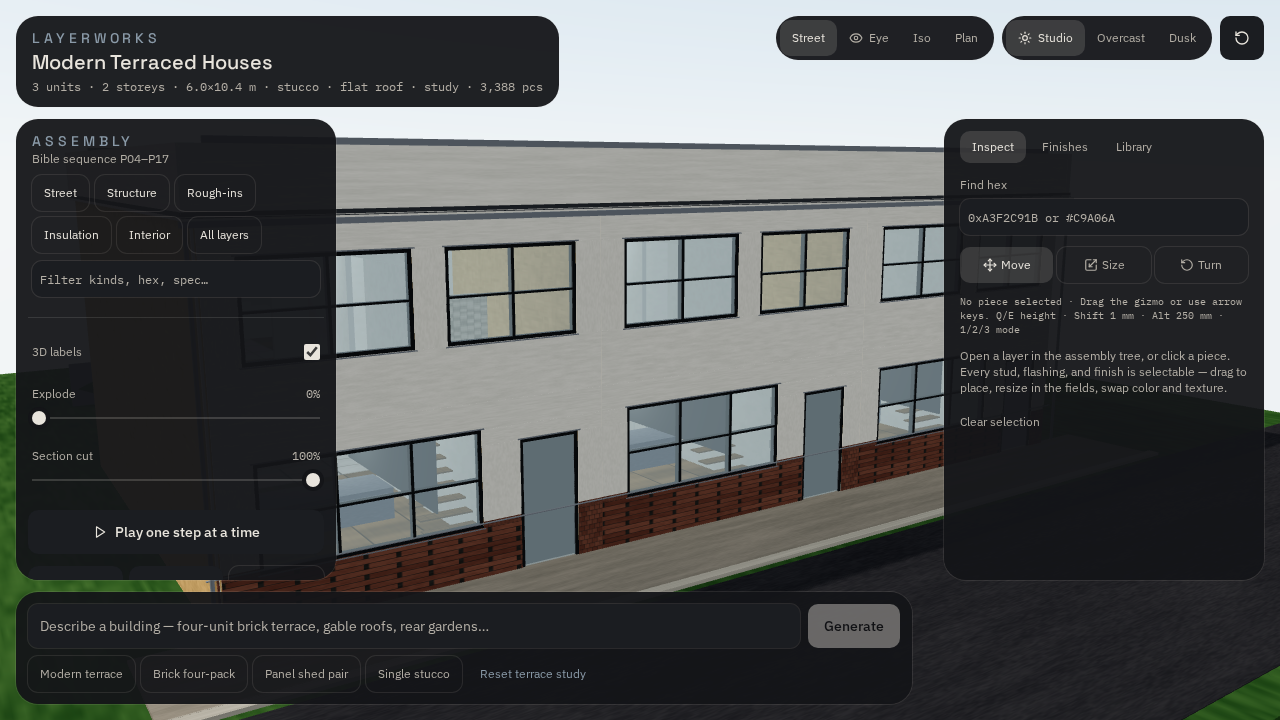 LAYERWORKS
Modern Terraced Houses
3 units · 2 storeys · 6.0×10.4 m · stucco · flat roof · study · 3,388 pcs
Street Eye Iso Plan
Studio Overcast Dusk
ASSEMBLY
Bible sequence P04–P17
Street Structure Rough-ins
Insulation Interior All layers
Filter kinds, hex, spec…
3D labels
Explode 0%
Section cut 100%
Play one step at a time
Inspect Finishes Library
Find hex
0xA3F2C91B or #C9A06A
Move Size Turn
No piece selected · Drag the gizmo or use arrow
keys. Q/E height · Shift 1 mm · Alt 250 mm ·
1/2/3 mode
Open a layer in the assembly tree, or click a piece.
Every stud, flashing, and finish is selectable — drag to
place, resize in the fields, swap color and texture.
Clear selection
Describe a building — four-unit brick terrace, gable roofs, rear gardens…
Generate
Modern terrace Brick four-pack Panel shed pair Single stucco Reset terrace study